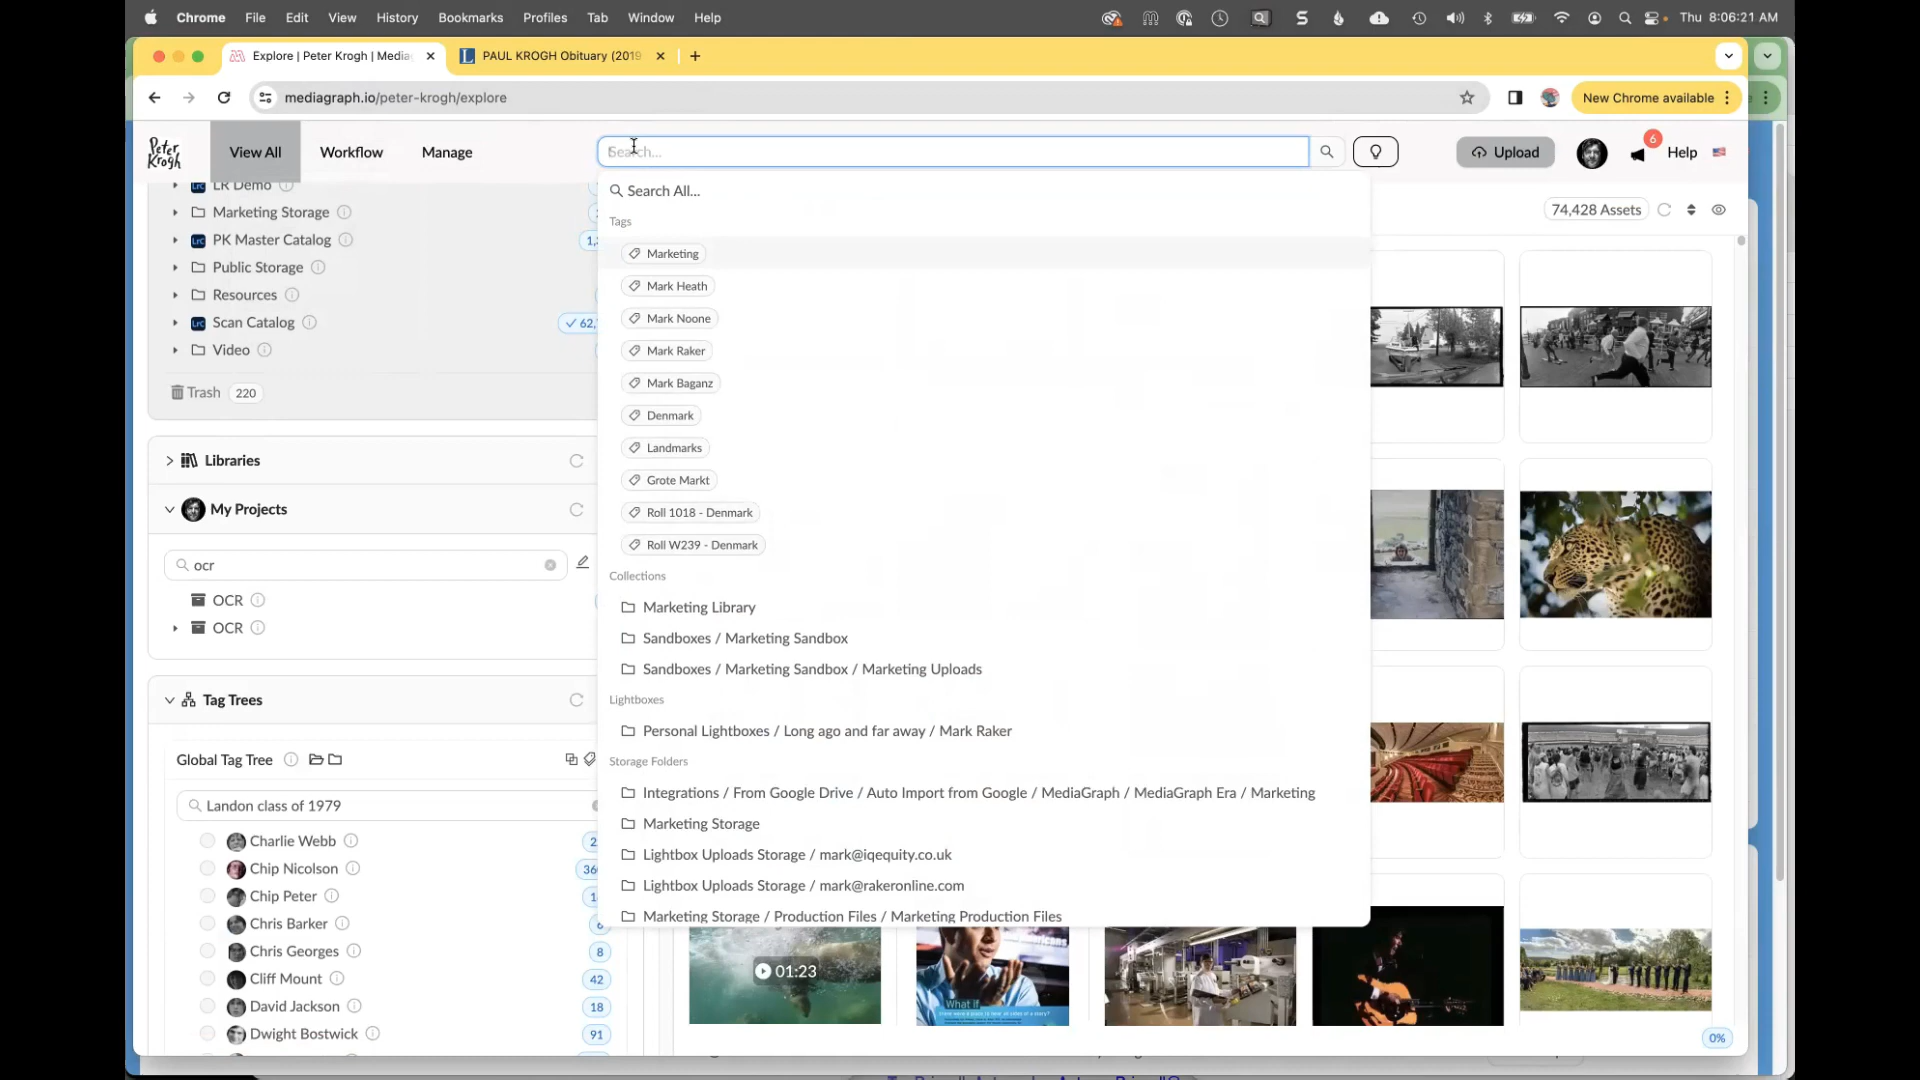 Chrome File Edit View History Bookmarks Profiles Tab Window Help Thu 8:06:21 AM
Explore | Peter Krogh | Media PAUL KROGH Obituary (2019
mediagraph.io/peter-krogh/explore New Chrome available
Peter Krogh View All Workflow Manage Search... Upload 6 Help
LR Demo
Marketing Storage
PK Master Catalog
Public Storage
Resources
Scan Catalog
Video
Trash 220
Libraries
My Projects
ocr
OCR
OCR
Tag Trees
Global Tag Tree
Landon class of 1979
Charlie Webb
Chip Nicolson
Chip Peter
Chris Barker
Chris Georges 8
Cliff Mount 42
David Jackson 18
Dwight Bostwick 91
Search All...
Tags
Marketing
Mark Heath
Mark Noone
Mark Raker
Mark Baganz
Denmark
Landmarks
Grote Markt
Roll 1018 - Denmark
Roll W239 - Denmark
Collections
Marketing Library
Sandboxes / Marketing Sandbox
Sandboxes / Marketing Sandbox / Marketing Uploads
Lightboxes
Personal Lightboxes / Long ago and far away / Mark Raker
Storage Folders
Integrations / From Google Drive / Auto Import from Google / MediaGraph / MediaGraph Era / Marketing
Marketing Storage
Lightbox Uploads Storage / mark@iqequity.co.uk
Lightbox Uploads Storage / mark@rakeronline.com
Marketing Storage / Production Files / Marketing Production Files
74,428 Assets
01:23
What if
0%